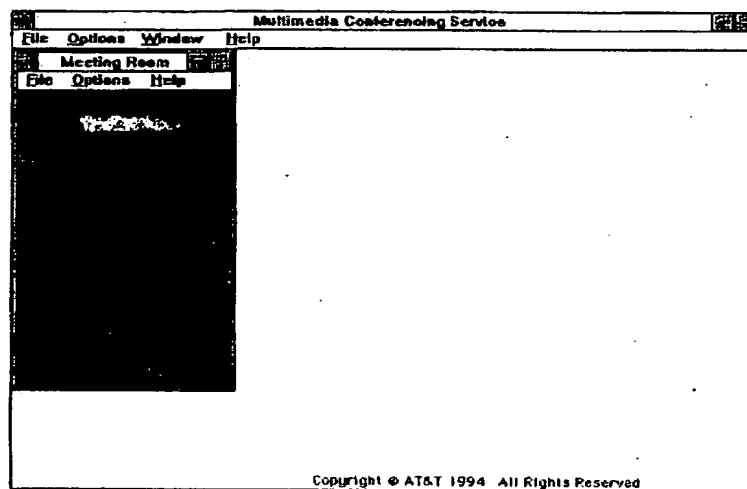 Multimedia Conferencing Service
File Options Window Help
Meeting Room
File Options Help
Copyright © AT&T 1994 All Rights Reserved